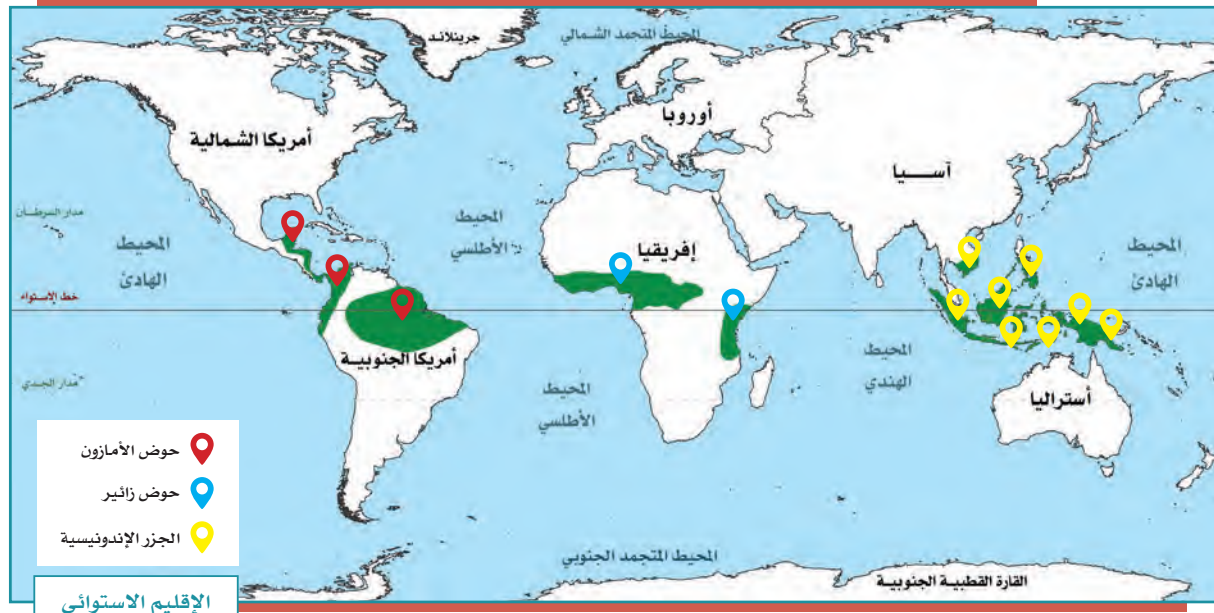 المحيط المتجمد الشمالي
جرينلاند
أوروبا
أمريكا الشمالية
آســـيا
مدار السرطان
المحيط
الهادئ
المحيط
الأطلسي
إفريقيا
المحيط
الهادئ
خط الإستواء
أمريكا الجنوبية
المحيط
الهندي
مدار الجدي
المحيط
الأطلسي
أستراليا
حوض الأمازون
حوض زائير
الجزر الإندونيسية
المحيط المتجمد الجنوبي
القارة القطبية الجنوبية
الإقليم الاستوائي